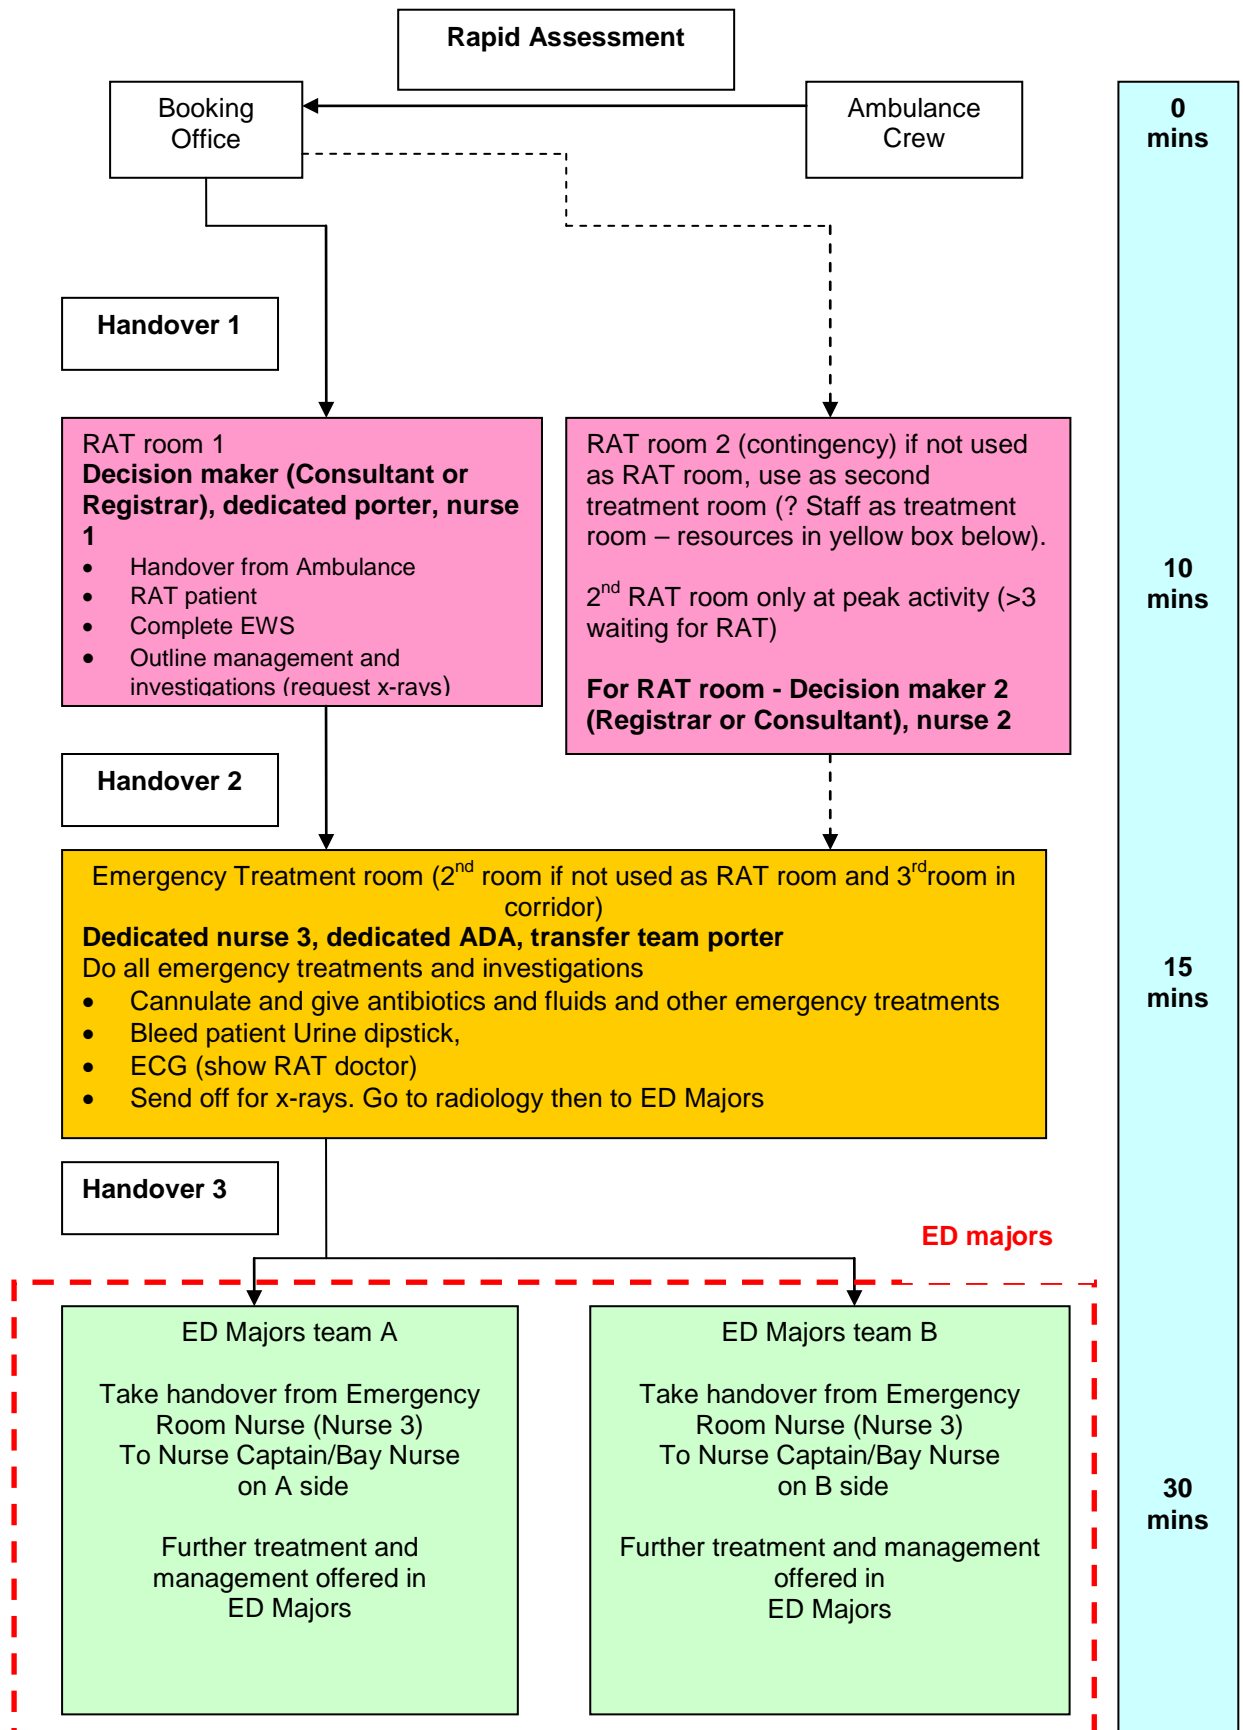 Rapid Assessment
Booking
Office
Ambulance
Crew
0
mins
Handover 1
RAT room 1
Decision maker (Consultant or
Registrar), dedicated porter, nurse
1
• Handover from Ambulance
• RAT patient
• Complete EWS
• Outline management and
investigations (request x-rays)
RAT room 2 (contingency) if not used
as RAT room, use as second
treatment room (? Staff as treatment
room – resources in yellow box below).
2nd RAT room only at peak activity (>3
waiting for RAT)
For RAT room - Decision maker 2
(Registrar or Consultant), nurse 2
10
mins
Handover 2
Emergency Treatment room (2nd room if not used as RAT room and 3rdroom in
corridor)
Dedicated nurse 3, dedicated ADA, transfer team porter
Do all emergency treatments and investigations
• Cannulate and give antibiotics and fluids and other emergency treatments
• Bleed patient Urine dipstick,
• ECG (show RAT doctor)
• Send off for x-rays. Go to radiology then to ED Majors
15
mins
Handover 3
ED majors
ED Majors team A
Take handover from Emergency
Room Nurse (Nurse 3)
To Nurse Captain/Bay Nurse
on A side
Further treatment and
management offered in
ED Majors
ED Majors team B
Take handover from Emergency
Room Nurse (Nurse 3)
To Nurse Captain/Bay Nurse
on B side
Further treatment and management
offered in
ED Majors
30
mins